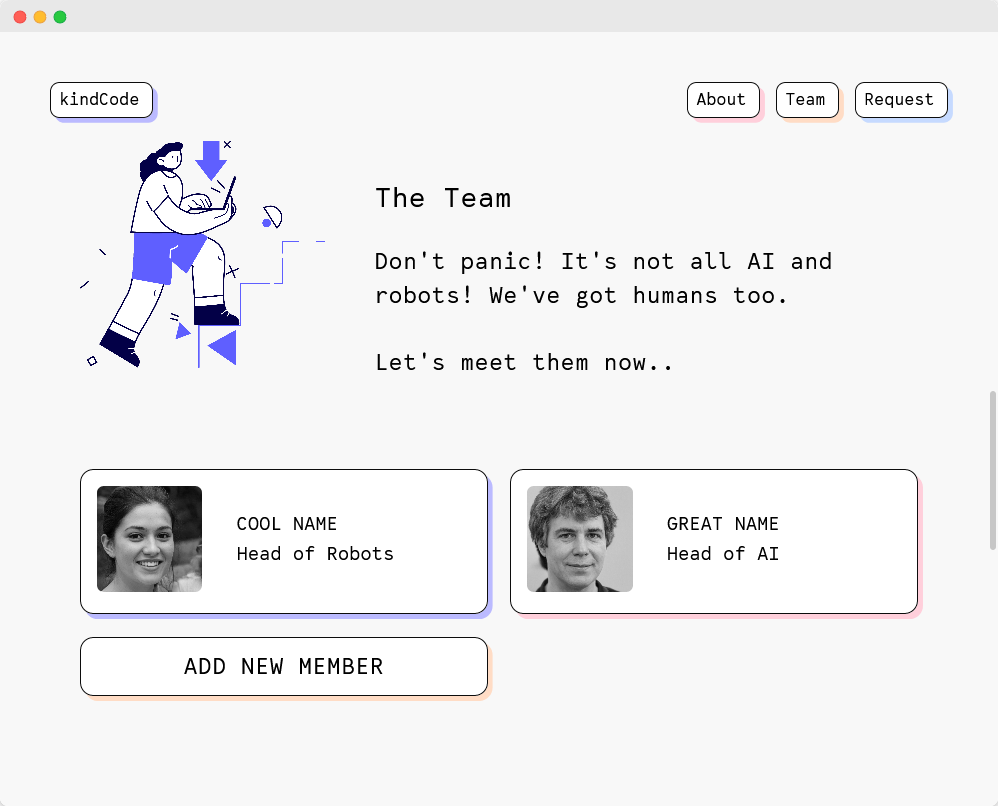 kindCode
About
Team
Request
The Team
Don't panic! It's not all AI and
robots! We've got humans too.
Let's meet them now..
COOL NAME
Head of Robots
GREAT NAME
Head of AI
ADD NEW MEMBER